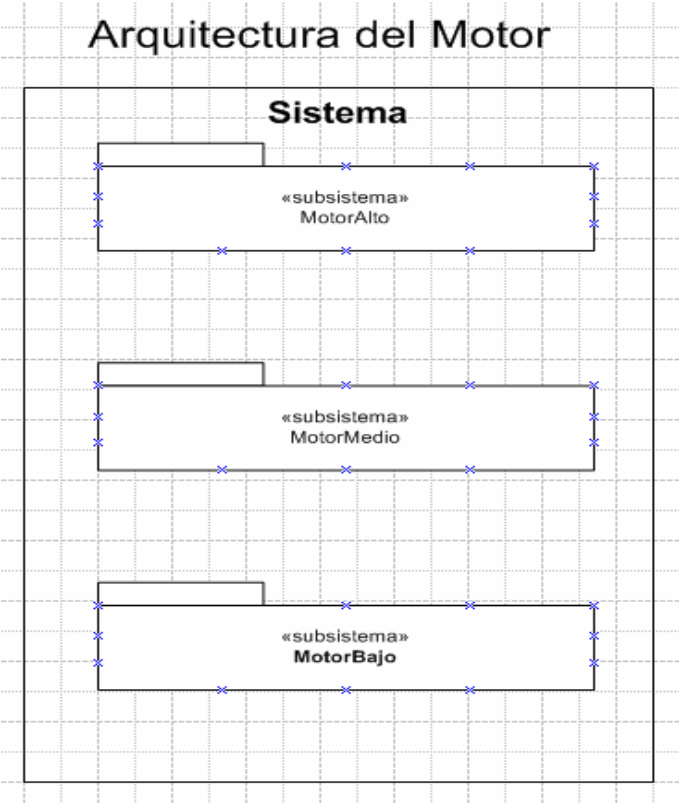 Arquitectura del Motor
Sistema
«subsistema»
MotorAlto
«subsistema»
MotorMedio
«subsistema»
MotorBajo